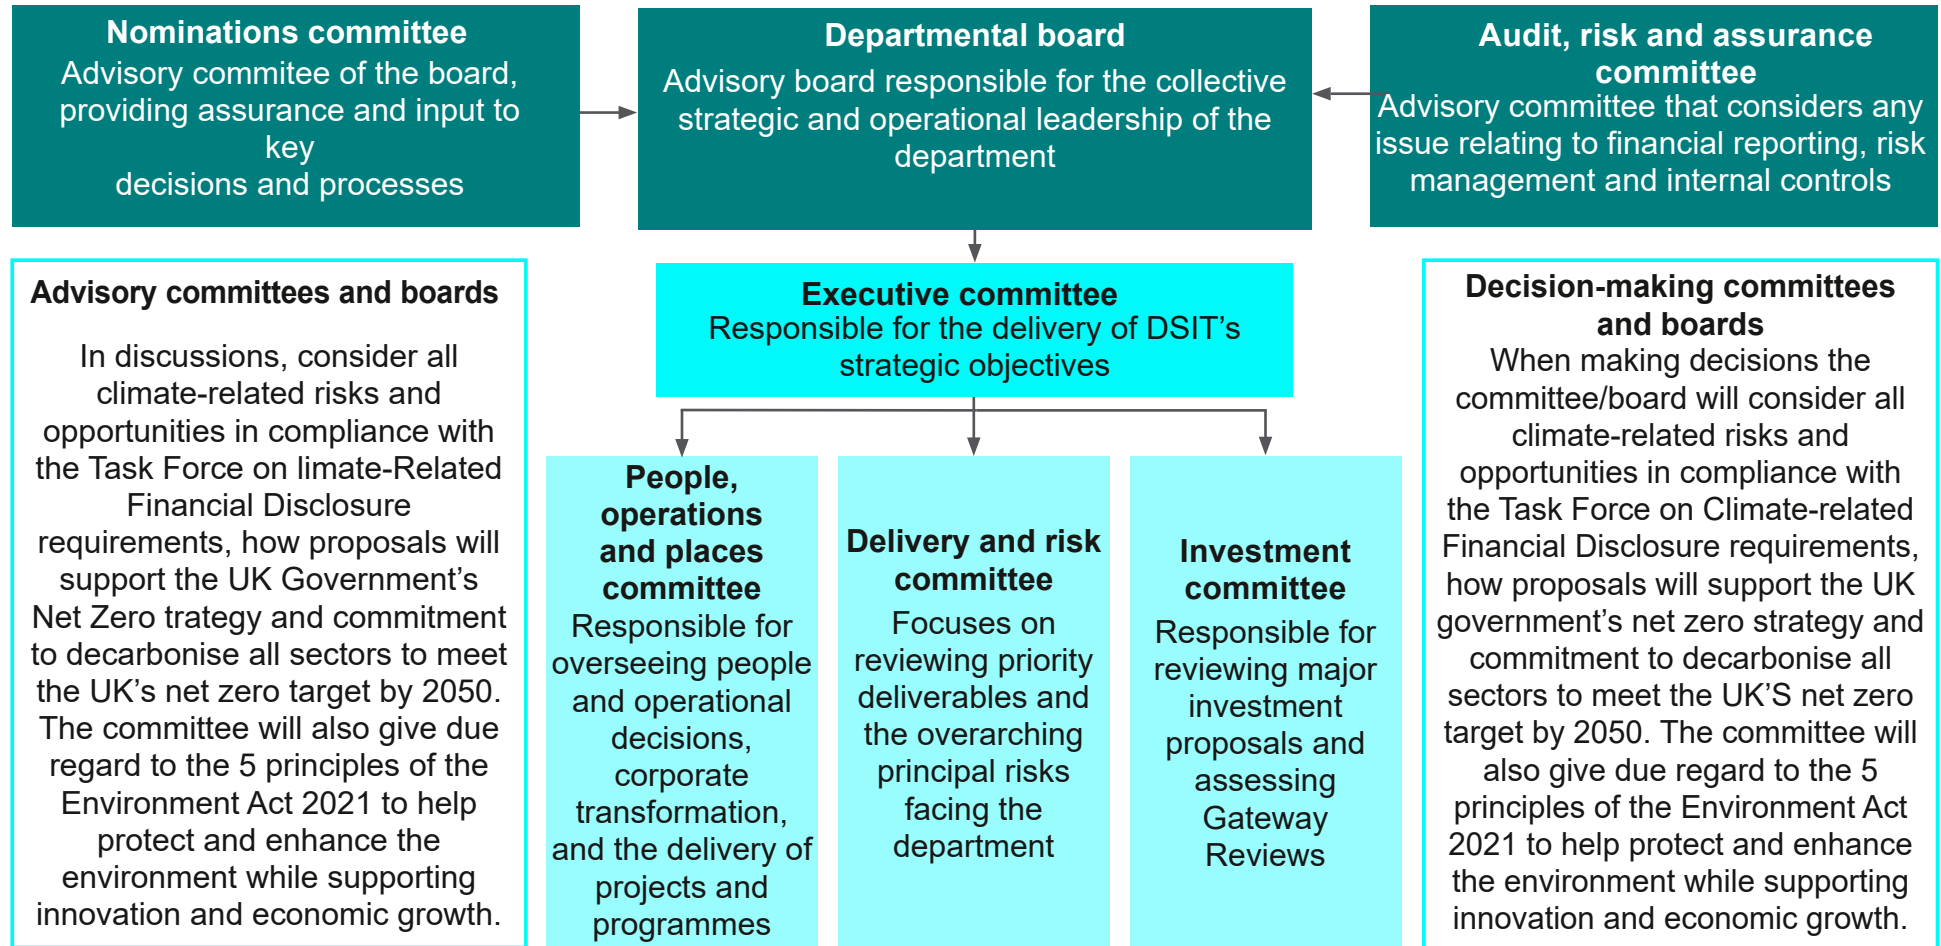 Nominations committee
Advisory commitee of the board,
providing assurance and input to
key
decisions and processes
Departmental board
Advisory board responsible for the collective
strategic and operational leadership of the
department
Audit, risk and assurance
committee
Advisory committee that considers any
issue relating to financial reporting, risk
management and internal controls
Advisory committees and boards
In discussions, consider all
climate-related risks and
opportunities in compliance with
the Task Force on limate-Related
Financial Disclosure
requirements, how proposals will
support the UK Government’s
Net Zero trategy and commitment
to decarbonise all sectors to meet
the UK’s net zero target by 2050.
The committee will also give due
regard to the 5 principles of the
Environment Act 2021 to help
protect and enhance the
environment while supporting
innovation and economic growth.
Executive committee
Responsible for the delivery of DSIT’s
strategic objectives
People,
operations
and places
committee
Responsible for
overseeing people
and operational
decisions,
corporate
transformation,
and the delivery of
projects and
programmes
Delivery and risk
committee
Focuses on
reviewing priority
deliverables and
the overarching
principal risks
facing the
department
Investment
committee
Responsible for
reviewing major
investment
proposals and
assessing
Gateway
Reviews
Decision-making committees
and boards
When making decisions the
committee/board will consider all
climate-related risks and
opportunities in compliance with
the Task Force on Climate-related
Financial Disclosure requirements,
how proposals will support the UK
government’s net zero strategy and
commitment to decarbonise all
sectors to meet the UK’S net zero
target by 2050. The committee will
also give due regard to the 5
principles of the Environment Act
2021 to help protect and enhance
the environment while supporting
innovation and economic growth.